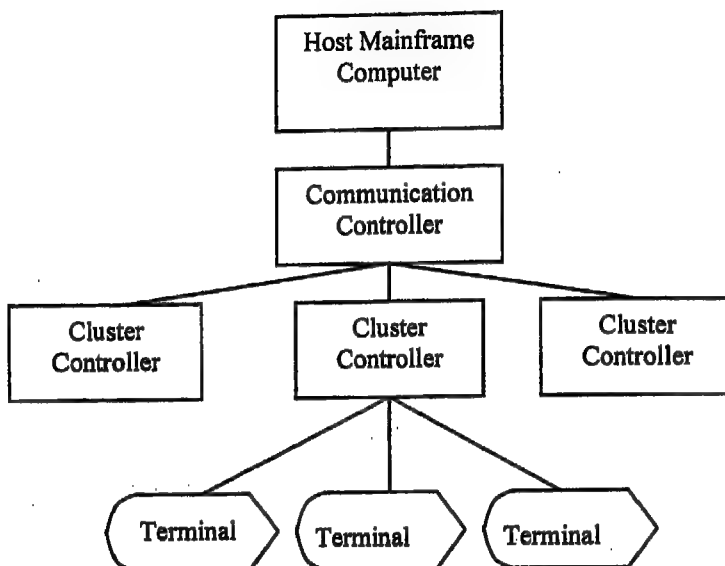 Host Mainframe
Computer
Communication
Controller
Cluster
Controller
Cluster
Controller
Cluster
Controller
Terminal
Terminal
Terminal